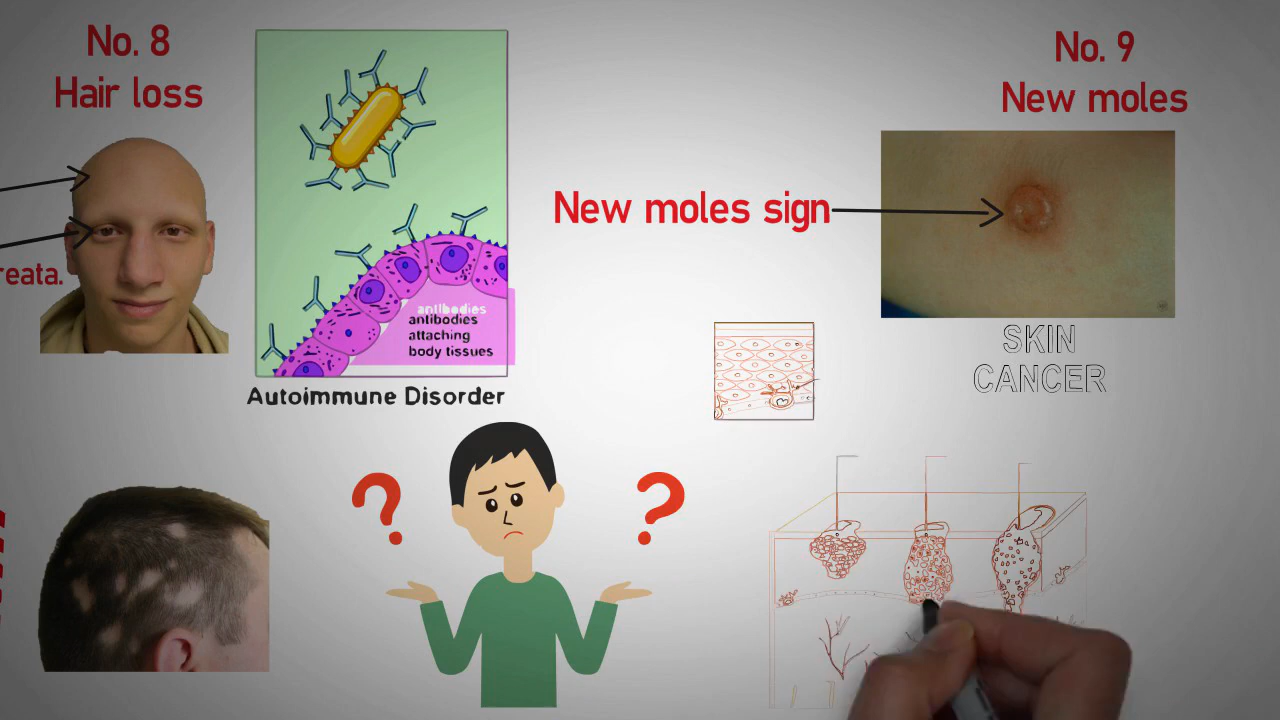 No. 8
Hair loss
reata.
antibodies
antibodies
attaching
body tissues
Autoimmune Disorder
?
?
No. 9
New moles
New moles sign
SKIN
CANCER